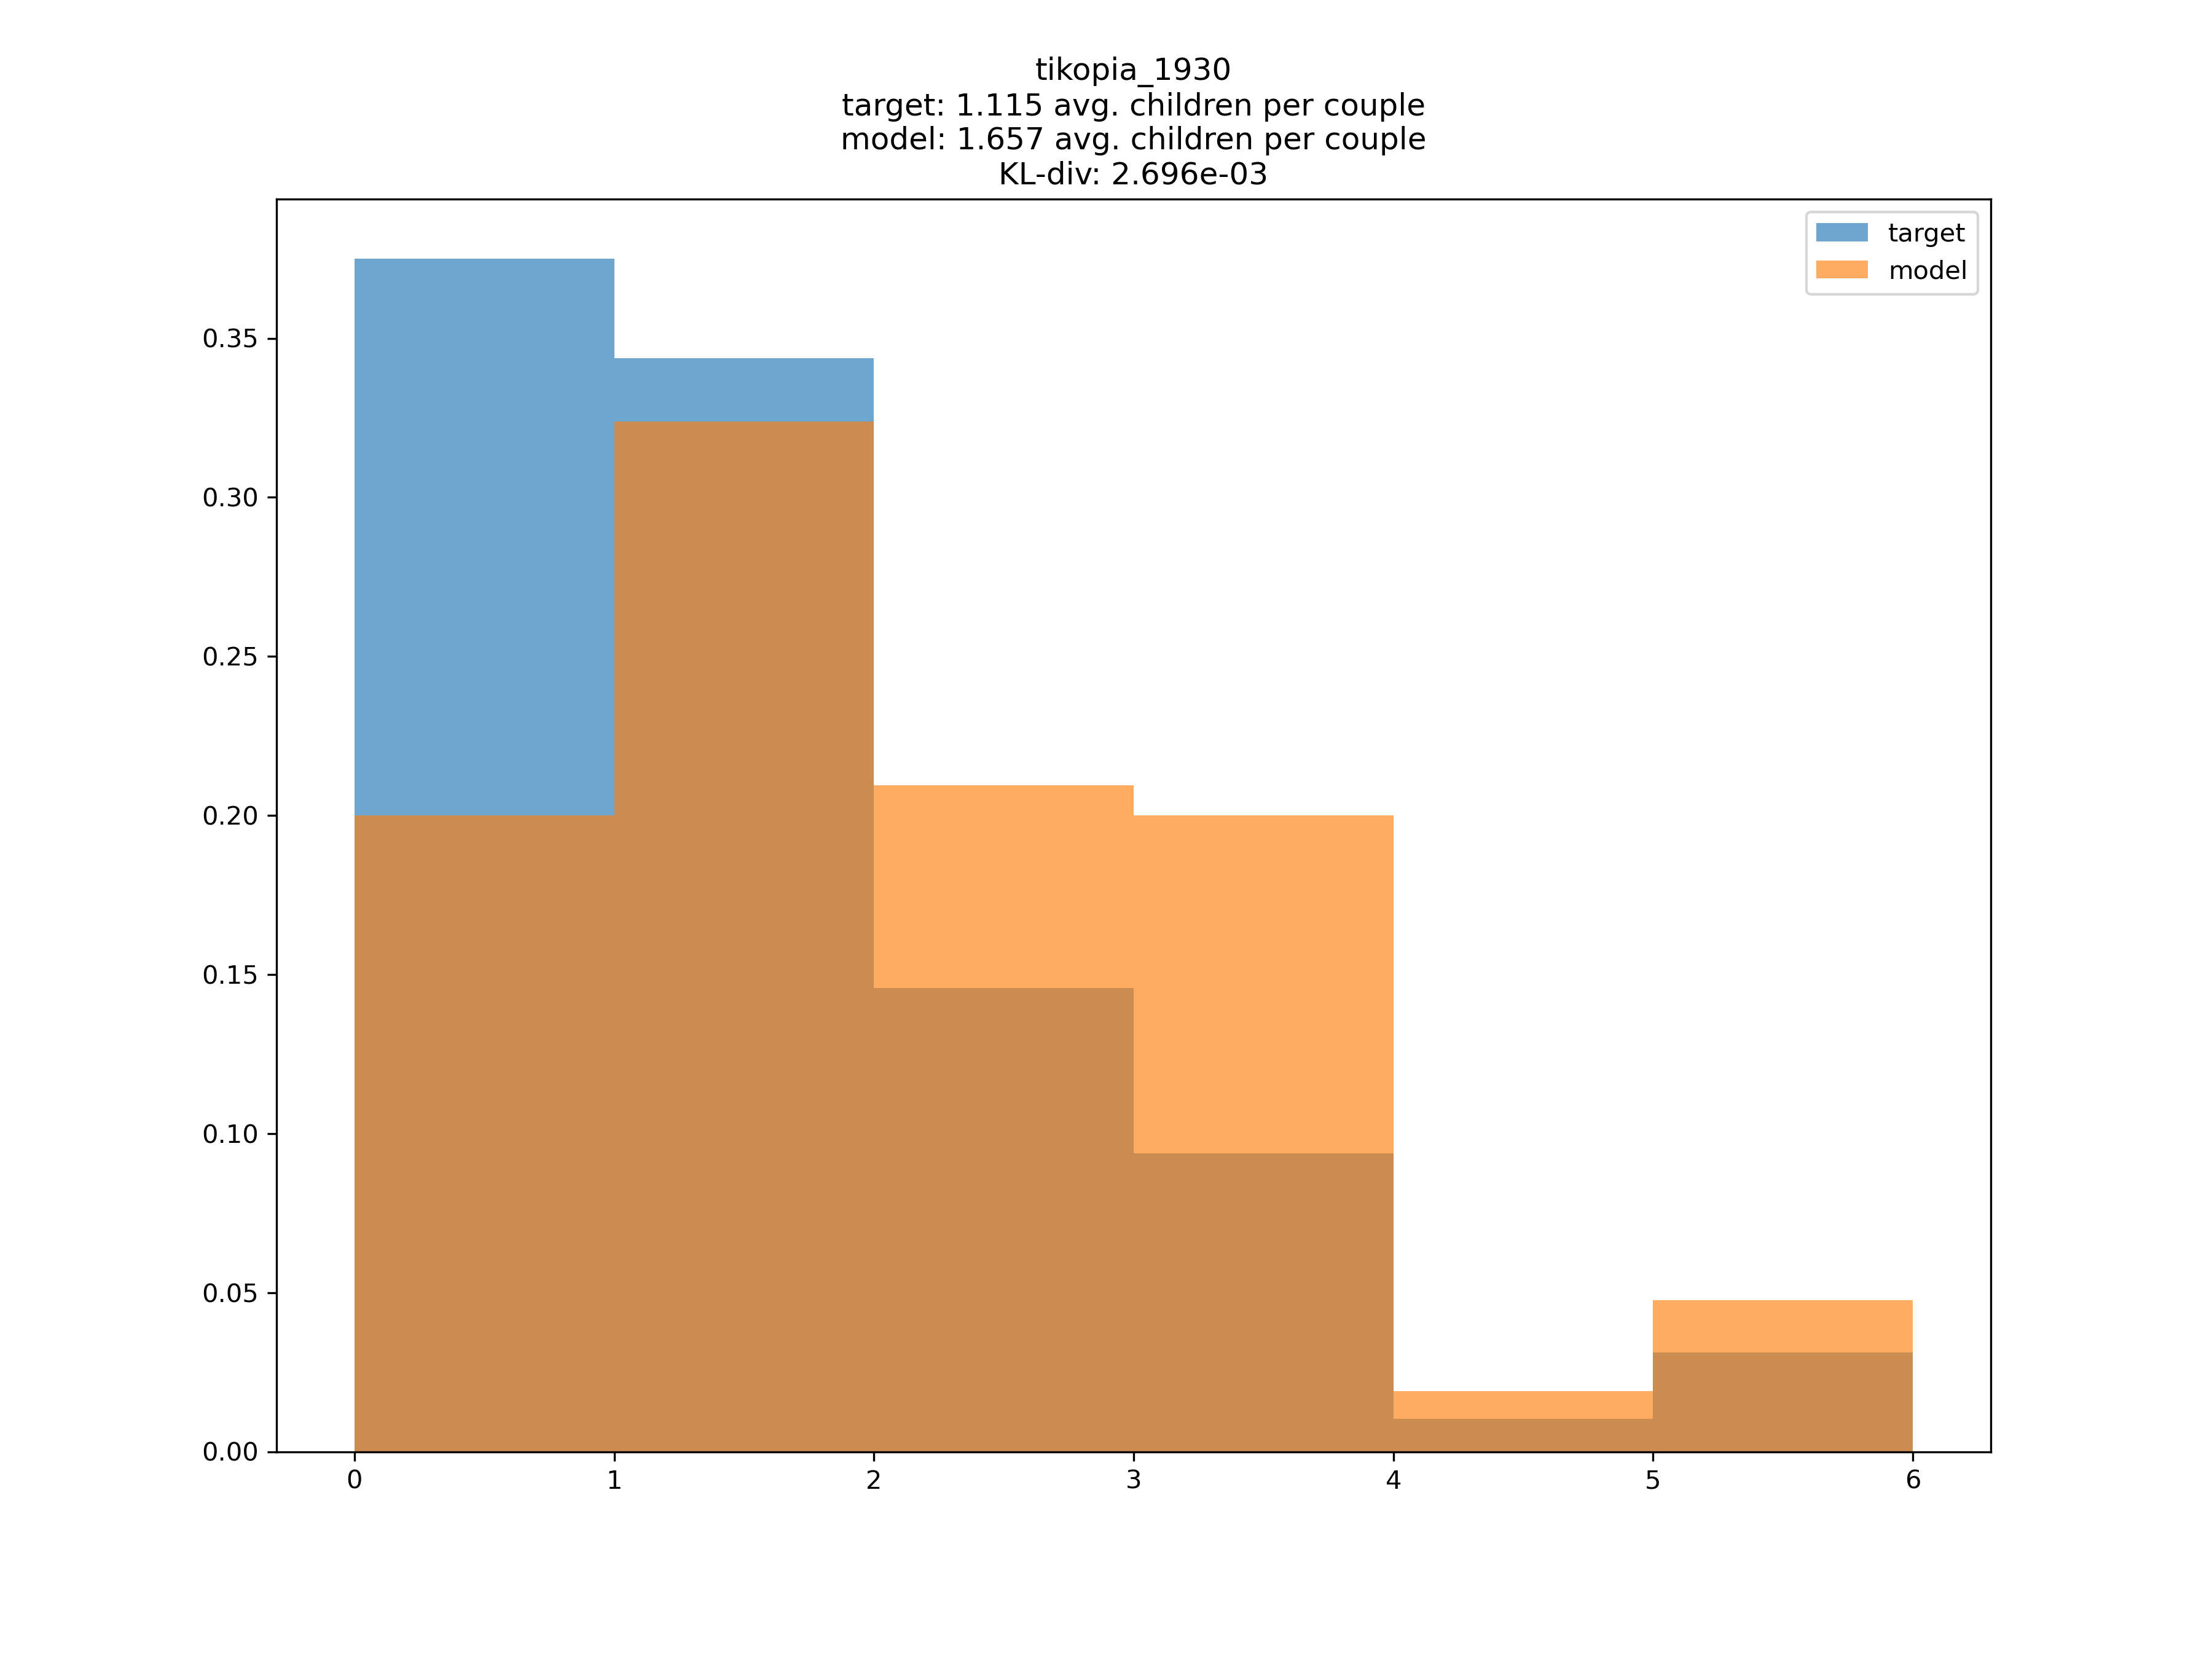 tikopia_1930
target: 1.115 avg. children per couple
model: 1.657 avg. children per couple
KL-div: 2.696e-03
target
model
0.35
0.30
0.25
0.20
0.15
0.10
0.05
0.00
0 1 2 3 4 5 6